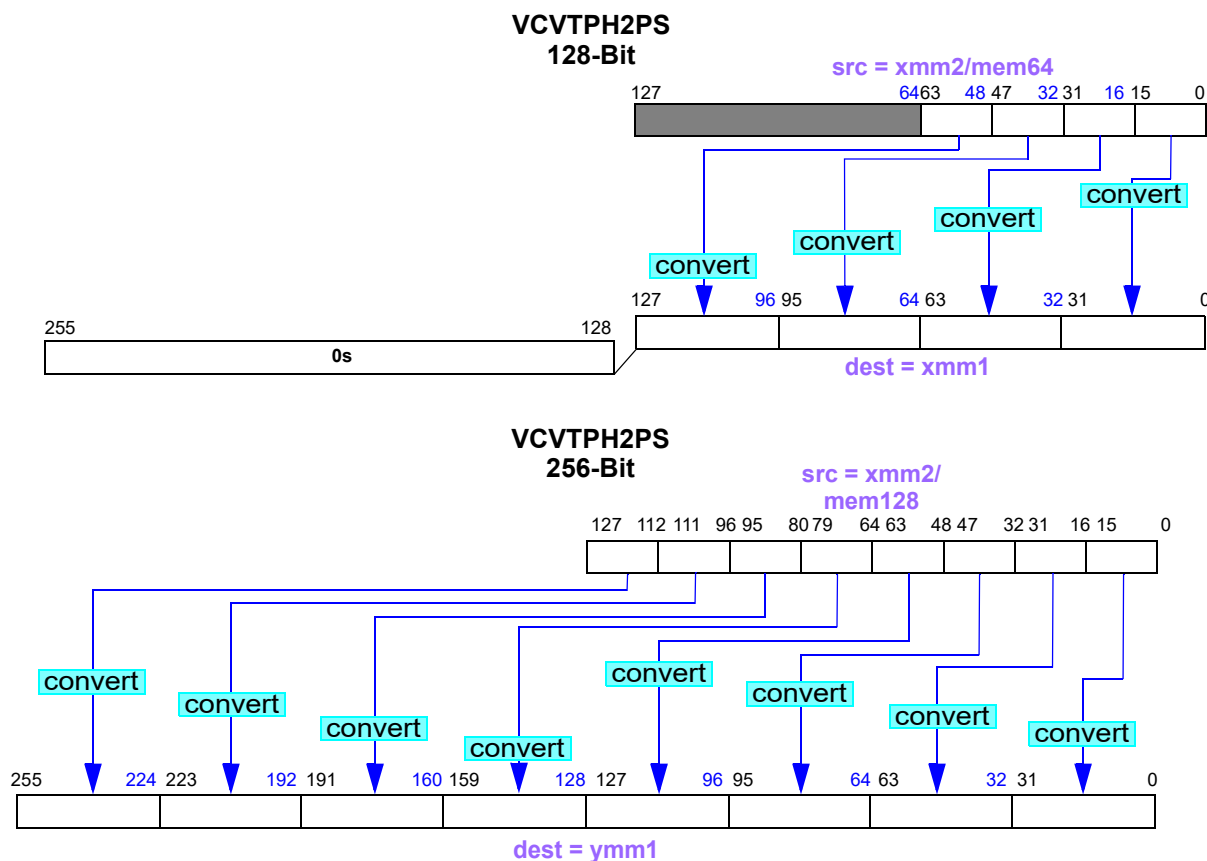 VCVTPH2PS
128-Bit
src = xmm2/mem64
127 64 63 48 47 32 31 16 15 0
convert
convert
convert
convert
127 96 95 64 63 32 31 0
255 128
0s
dest = xmm1
VCVTPH2PS
256-Bit
src = xmm2/
mem128
127 112 111 96 95 80 79 64 63 48 47 32 31 16 15 0
convert
convert
convert
convert
convert
convert
convert
convert
255 224 223 192 191 160 159 128 127 96 95 64 63 32 31 0
dest = ymm1